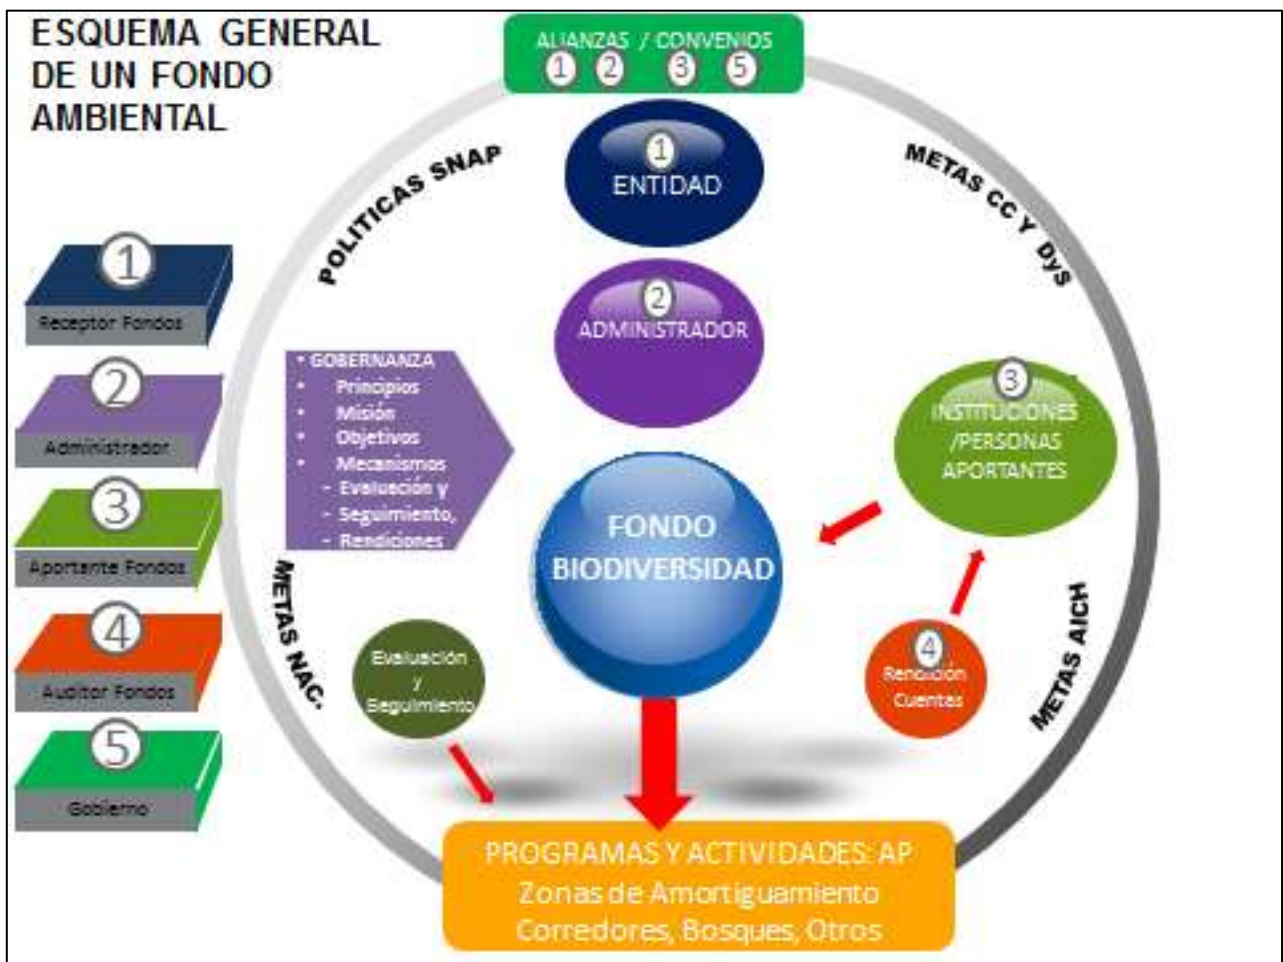 ESQUEMA GENERAL
DE UN FONDO
AMBIENTAL
ALIANZAS / CONVENIOS
1 2 3 5
POLITICAS SNAP
METAS CC Y DyS
1
ENTIDAD
1
Receptor Fondos
2
ADMINISTRADOR
2
Administrador
• GOBERNANZA
• Principios
• Misión
• Objetivos
• Mecanismos
- Evaluación y
- Seguimiento,
- Rendiciones
3
INSTITUCIONES
/PERSONAS
APORTANTES
3
Aportante Fondos
FONDO
BIODIVERSIDAD
METAS NAC.
METAS AICH
4
Auditor Fondos
Evaluación
y
Seguimiento
4
Rendición
Cuentas
5
Gobierno
PROGRAMAS Y ACTIVIDADES: AP
Zonas de Amortiguamiento
Corredores, Bosques, Otros